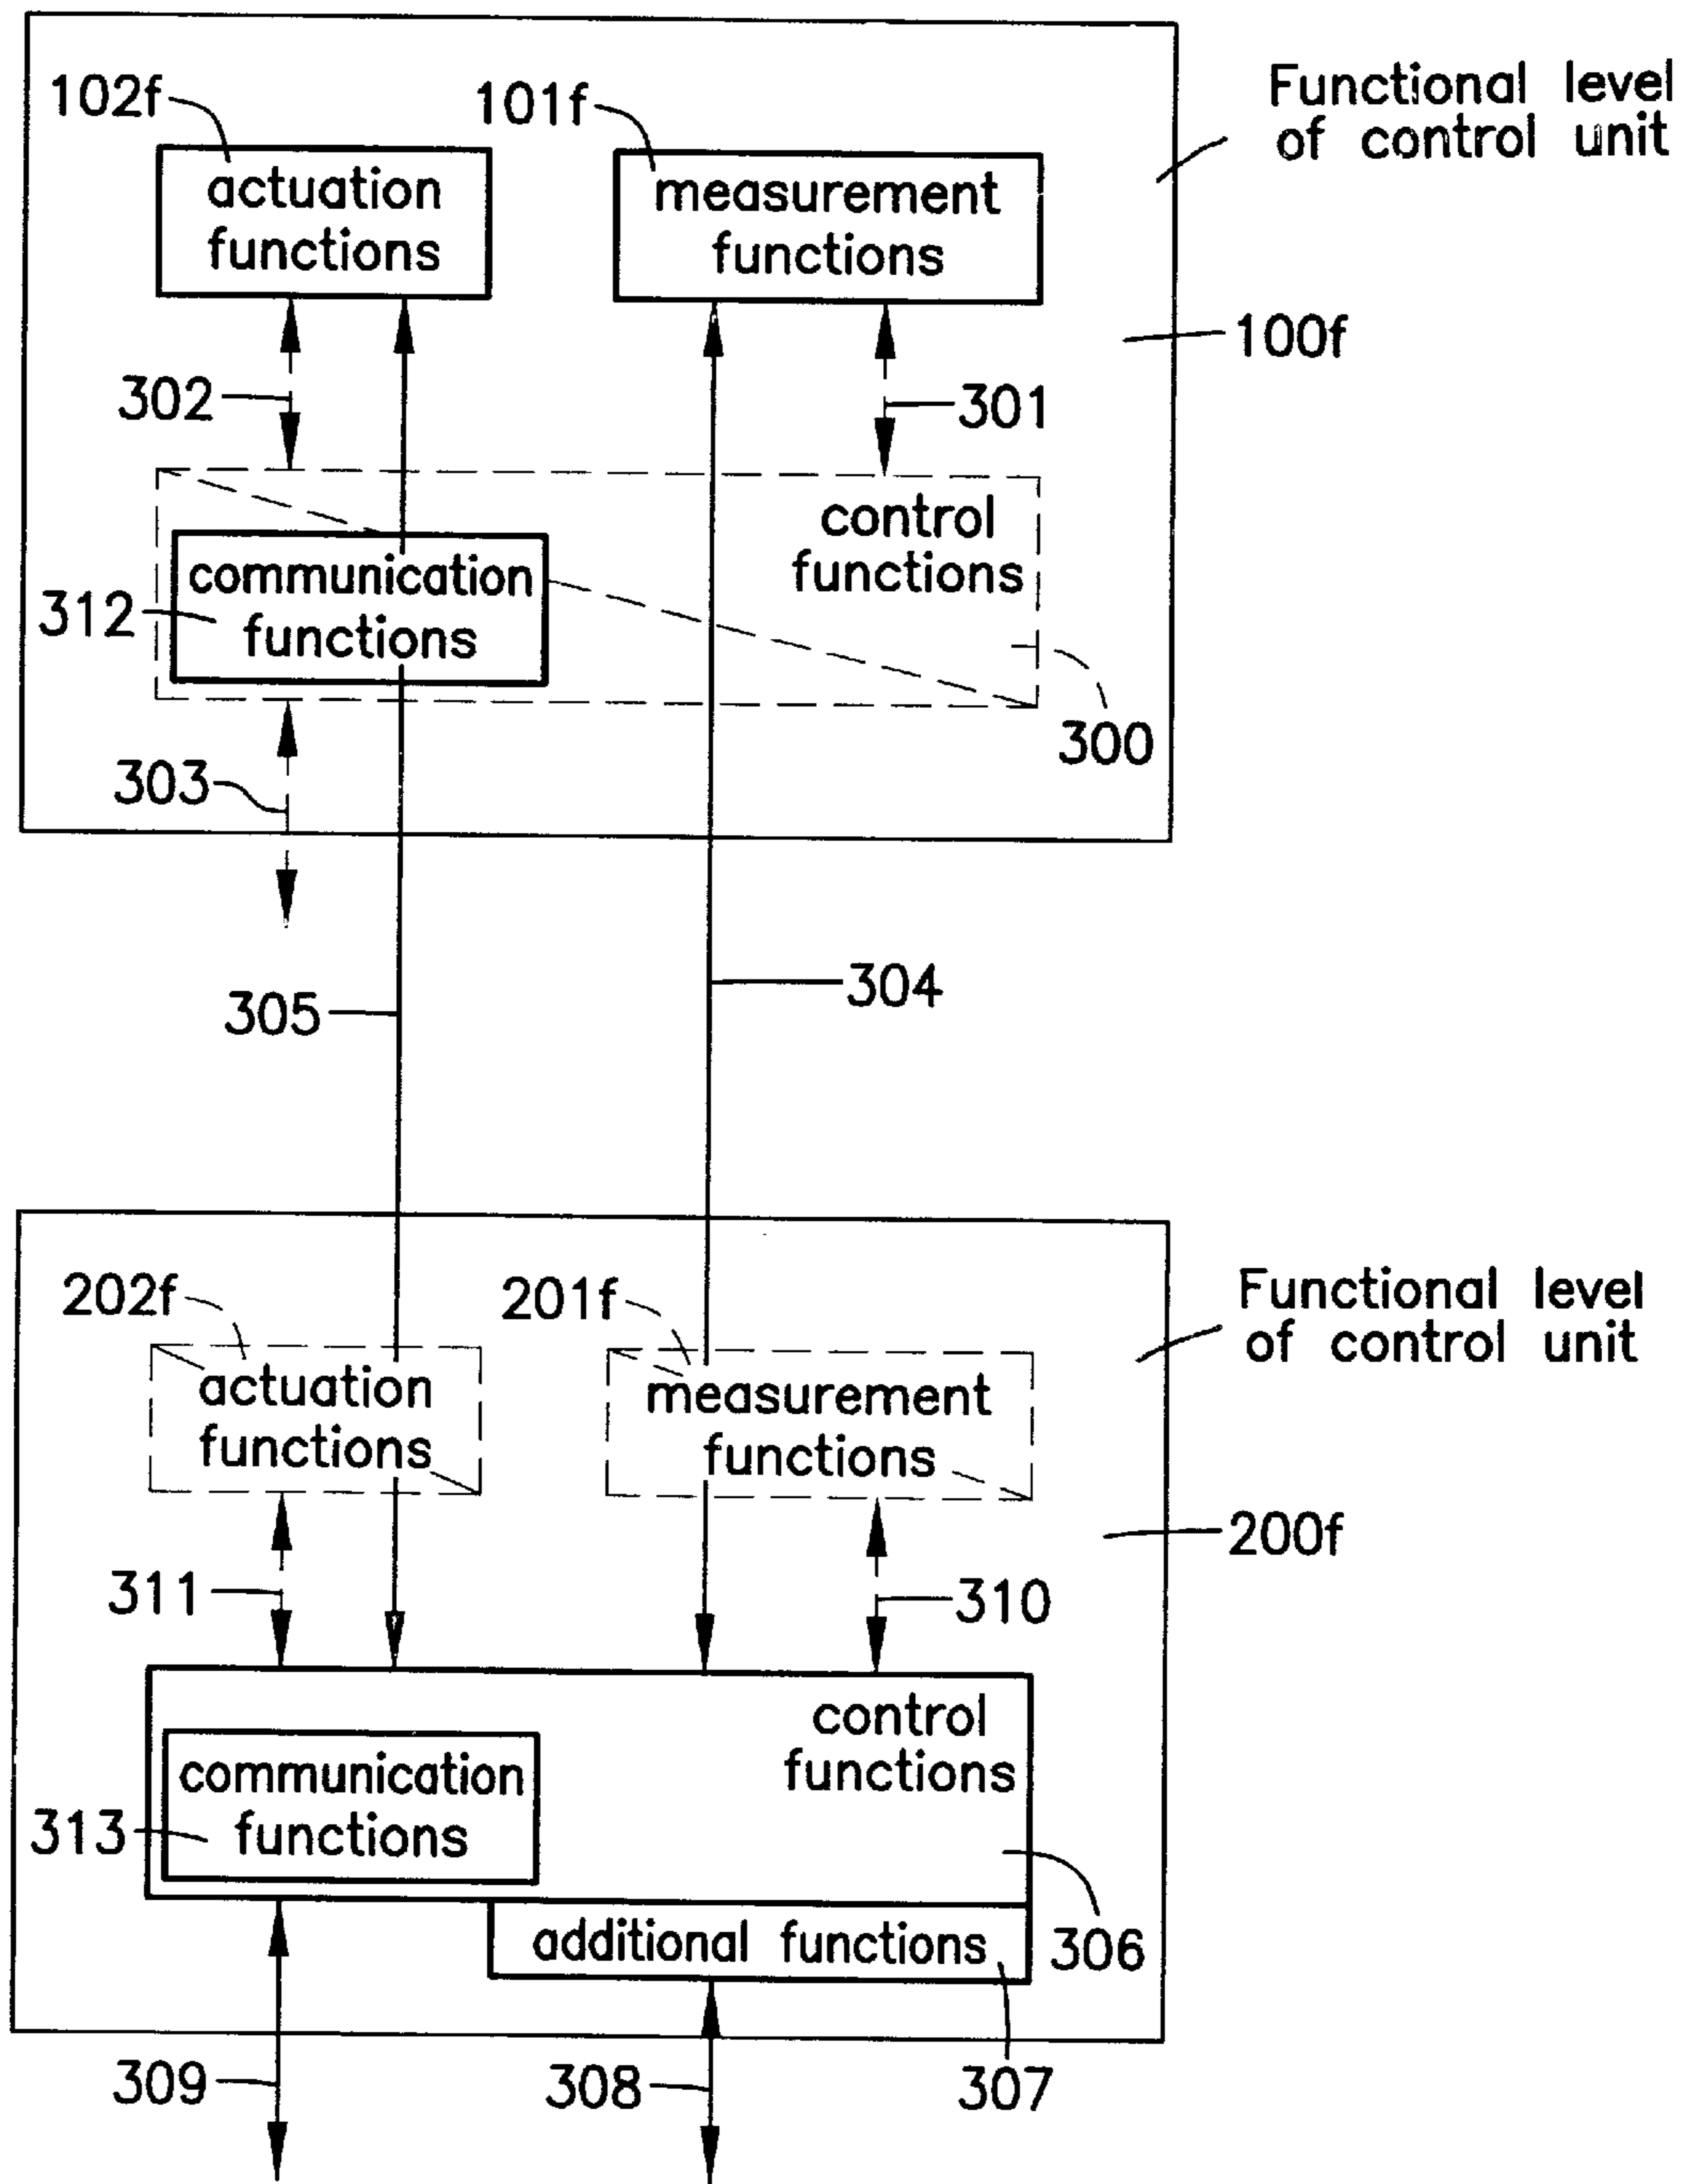 102f
101f
Functional level
of control unit
actuation
functions
measurement
functions
100f
302
301
control
functions
communication
functions
312
300
303
304
305
202f
201f
Functional level
of control unit
actuation
functions
measurement
functions
200f
311
310
control
functions
communication
functions
313
additional functions
306
309
308
307